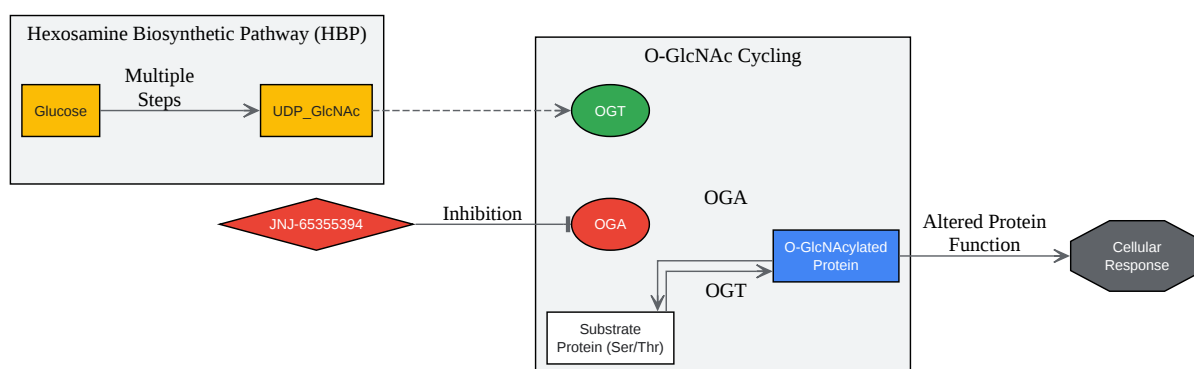 Hexosamine Biosynthetic Pathway (HBP)
Glucose
Multiple
Steps
UDP_GlcNAc
O-GlcNAc Cycling
OGT
JNJ-65355394
Inhibition
OGA
OGA
O-GlcNAcylated
Protein
OGT
Substrate
Protein (Ser/Thr)
Altered Protein
Function
Cellular
Response